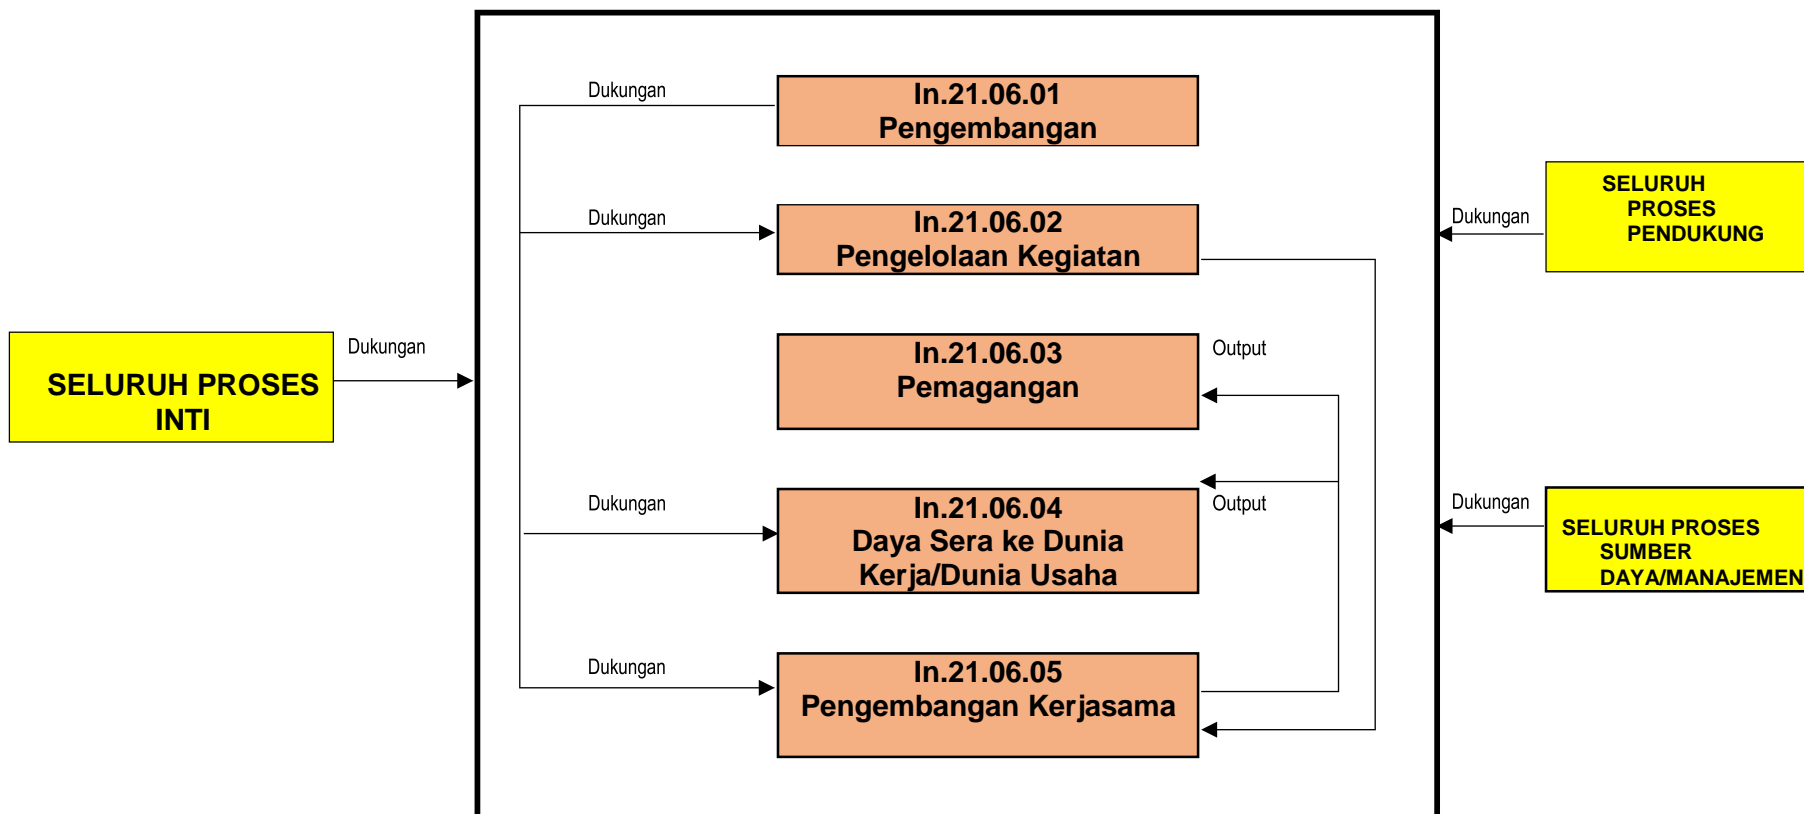 Dukungan
In.21.06.01
Pengembangan
Dukungan
In.21.06.02
Pengelolaan Kegiatan
Dukungan
SELURUH
PROSES
PENDUKUNG
SELURUH PROSES
INTI
Dukungan
In.21.06.03
Pemagangan
Output
Dukungan
In.21.06.04
Daya Sera ke Dunia
Kerja/Dunia Usaha
Output
Dukungan
SELURUH PROSES
SUMBER
DAYA/MANAJEMEN
Dukungan
In.21.06.05
Pengembangan Kerjasama